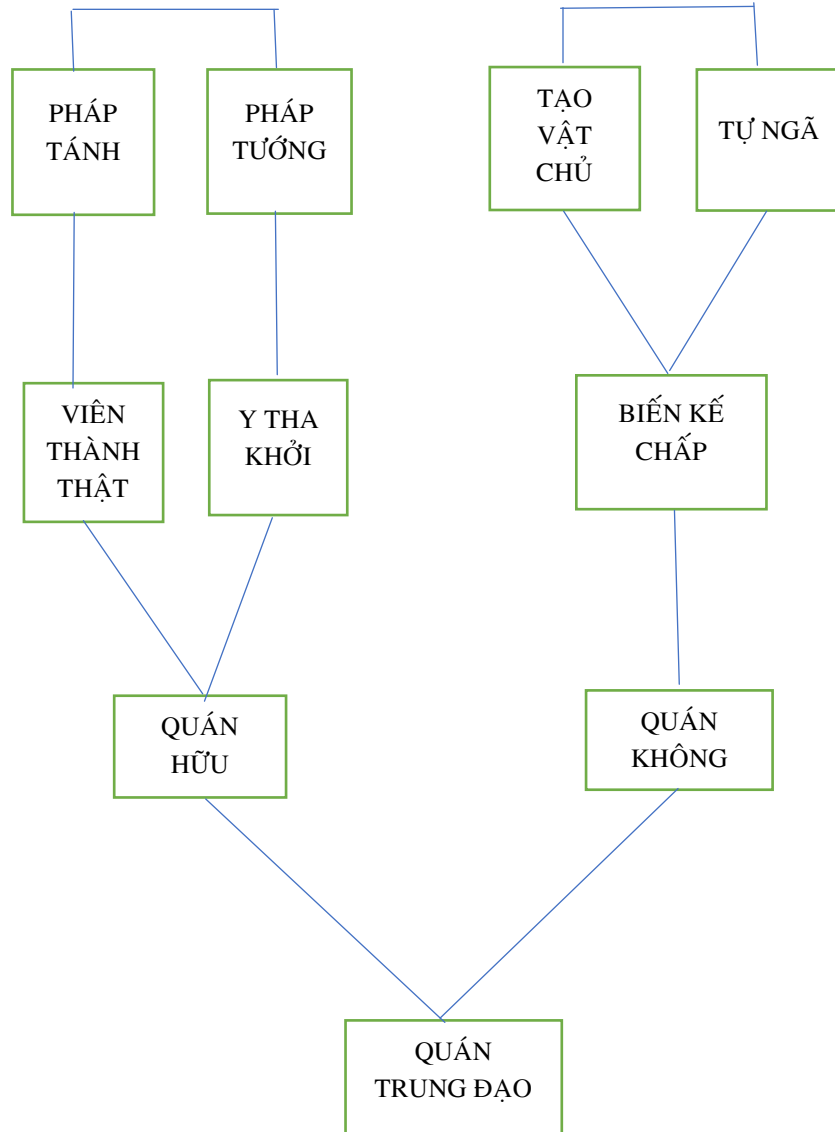 PHÁP
TÁNH
PHÁP
TƯỚNG
TẠO
VẬT
CHỦ
TỰ NGÃ
VIÊN
THÀNH
THẬT
Y THA
KHỞI
BIẾN KẾ
CHẤP
QUÁN
HỮU
QUÁN
KHÔNG
QUÁN
TRUNG ĐẠO